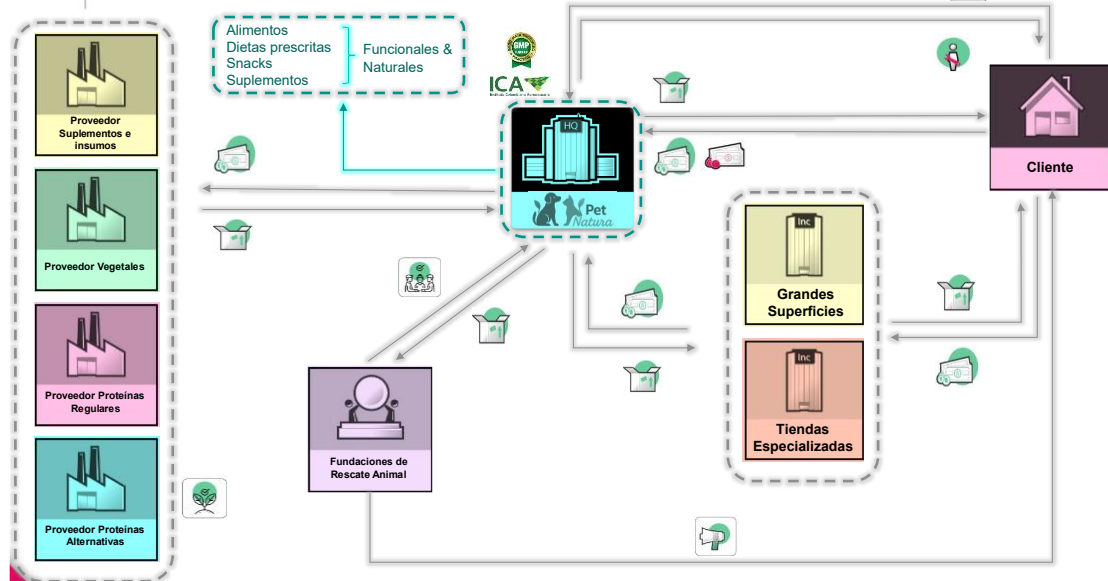 Alimentos
Dietas prescritas
Snacks
Suplementos
Funcionales &
Naturales
GMP
ICA
HQ
Pet
Natura
Cliente
Proveedor
Suplementos e
insumos
Proveedor Vegetales
Proveedor Proteínas
Regulares
Proveedor Proteínas
Alternativas
Fundaciones de
Rescate Animal
Inc
Grandes
Superficies
Inc
Tiendas
Especializadas